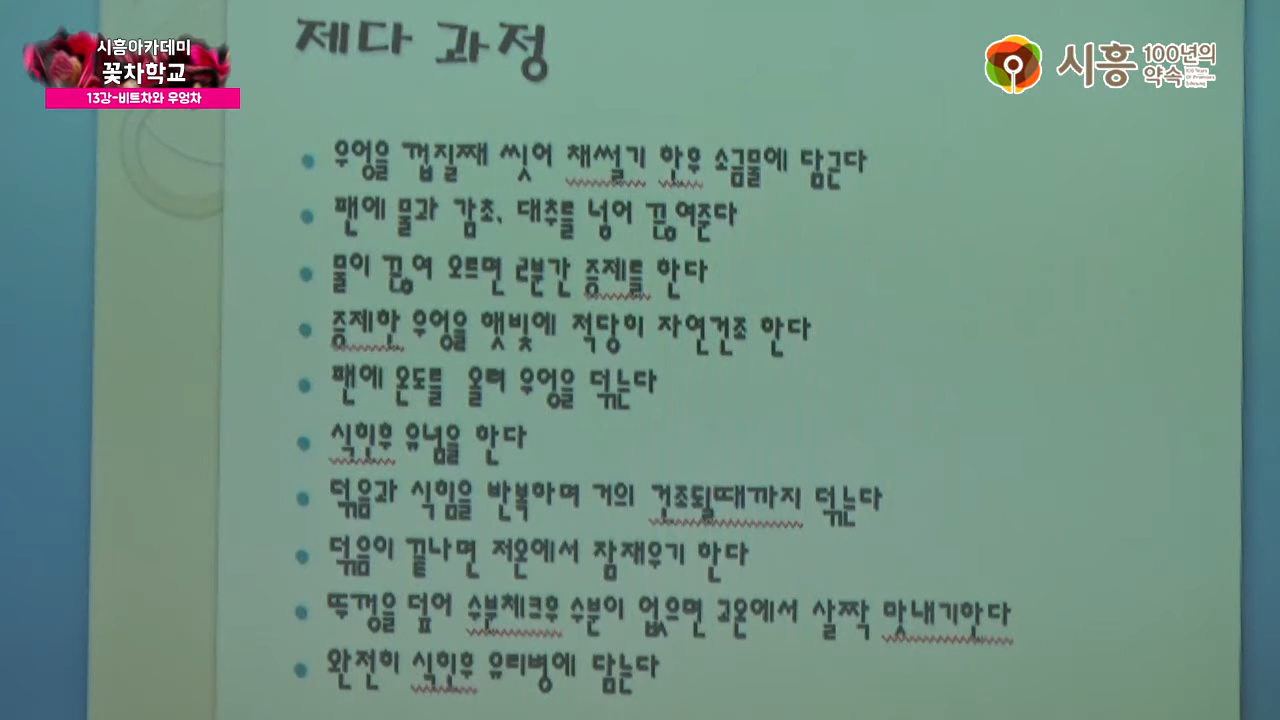 시흥아카데미
꽃차학교
13강-비트차와 우엉차
시흥 100년의 약속
제다 과정
우엉을 껍질째 씻어 채썰기 한후 소금물에 담근다
팬에 물과 감초, 대추를 넣어 끓여준다
물이 끓여 오르면 2분간 증제를 한다
증제한 우엉을 햇빛에 적당히 자연건조 한다
팬에 온도를 올려 우엉을 덖는다
식힌후 유념을 한다
덖음과 식힘을 반복하며 거의 건조될때까지 덖는다
덖음이 끝나면 저온에서 잠재우기 한다
뚜껑을 덮어 수분체크후 수분이 없으면 고온에서 살짝 맛내기한다
완전히 식힌후 유리병에 담는다